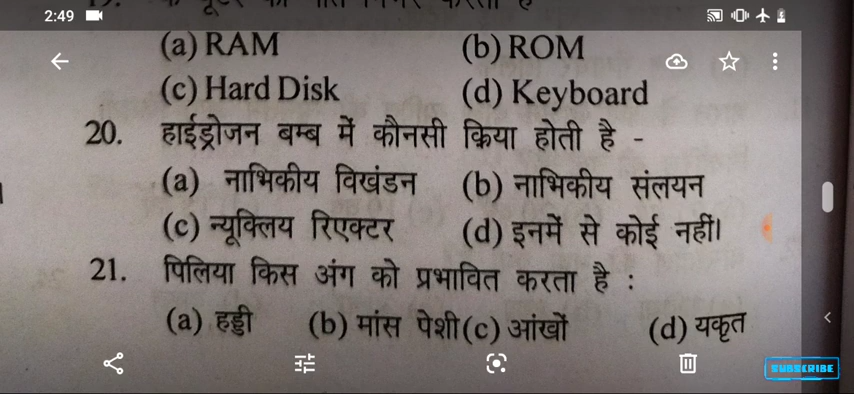 2:49
(a) RAM (b) ROM
(c) Hard Disk (d) Keyboard
20. हाईड्रोजन बम्ब में कौनसी क्रिया होती है -
(a) नाभिकीय विखंडन (b) नाभिकीय संलयन
(c) न्यूक्लिय रिएक्टर (d) इनमें से कोई नहीं।
21. पिलिया किस अंग को प्रभावित करता है :
(a) हड्डी (b) मांस पेशी (c) आंखों (d) यकृत
SUBSCRIBE